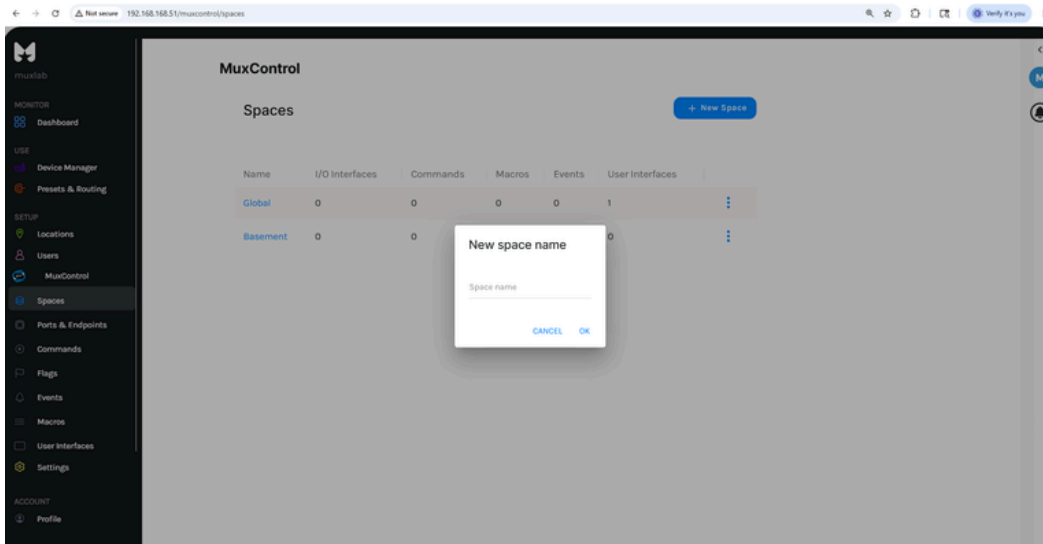 Not secure 192.168.168.51/muxcontrol/spaces Verify it's you
muxlab
MONITOR
Dashboard
USE
Device Manager
Presets & Routing
SETUP
Locations
Users
MuxControl
Spaces
Ports & Endpoints
Commands
Flags
Events
Macros
User Interfaces
Settings
ACCOUNT
Profile
MuxControl
Spaces
+ New Space
Name I/O Interfaces Commands Macros Events User Interfaces
Global 0 0 0 0 1
Basement 0 0 0
New space name
Space name
CANCEL OK
M